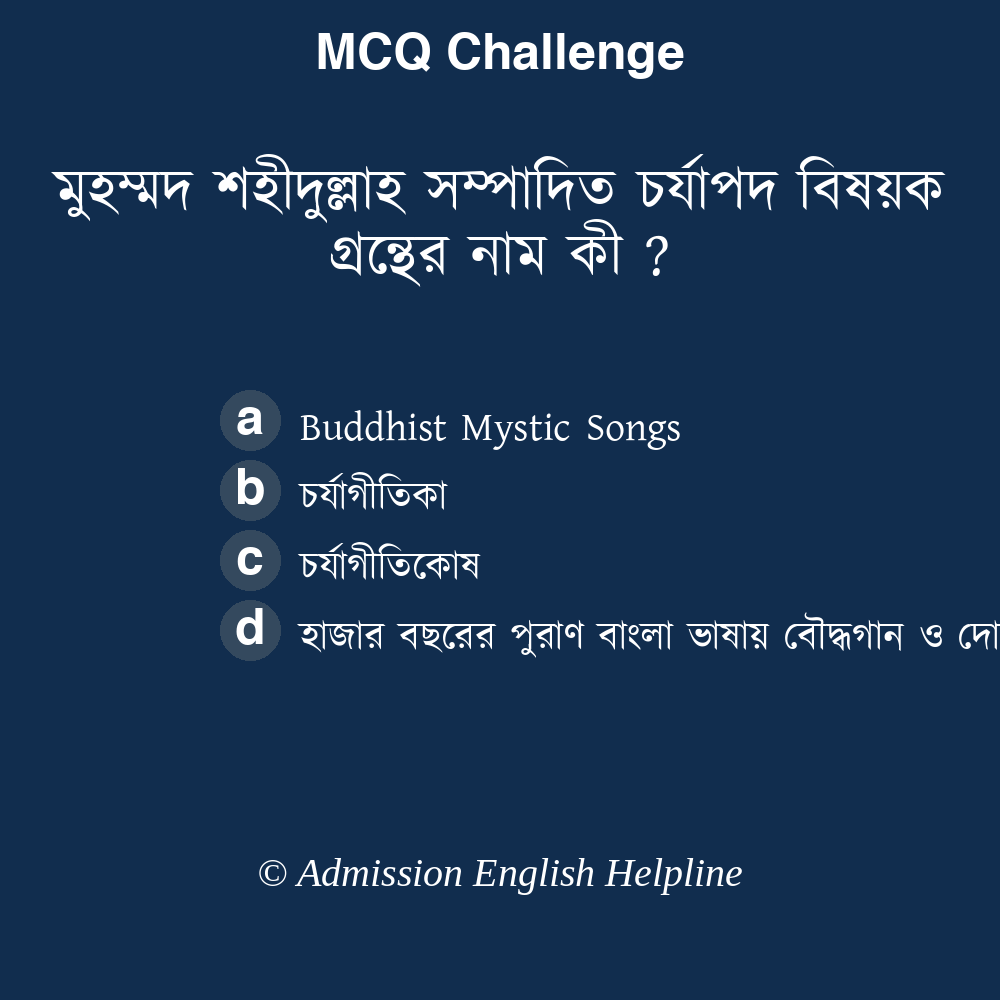 MCQ Challenge
মুহম্মদ শহীদুল্লাহ সম্পাদিত চর্যাপদ বিষয়ক
গ্রন্থের নাম কী ?
a Buddhist Mystic Songs
b চর্যাগীতিকা
c চর্যাগীতিকোষ
d হাজার বছরের পুরাণ বাংলা ভাষায় বৌদ্ধগান ও
© Admission English Helpline